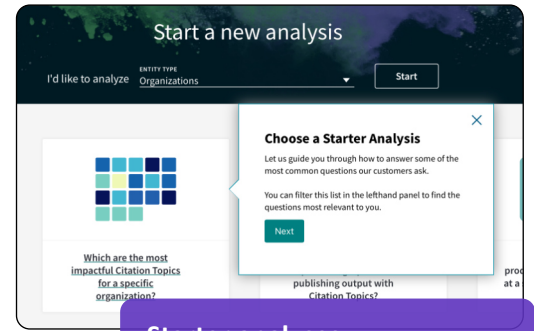 Start a new analysis
ENTITY TYPE
I'd like to analyze Organizations
Start
Choose a Starter Analysis
Let us guide you through how to answer some of the
most common questions our customers ask.
You can filter this list in the lefthand panel to find the
questions most relevant to you.
Next
Which are the most
impactful Citation Topics
for a specific
organization?
publishing output with
Citation Topics?
at a